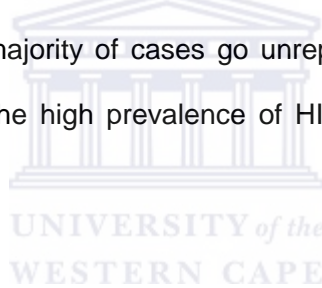 majority of cases go unrep
he high prevalence of HI
UNIVERSITY of the
WESTERN CAPE